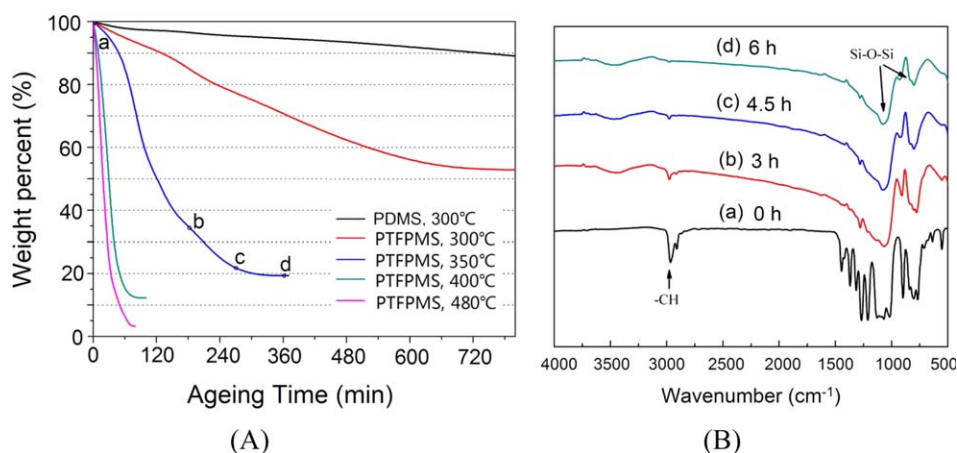 100
80
60
40
20
0
Weight percent (%)
a
b
c
d
PDMS, 300℃
PTFPMS, 300℃
PTFPMS, 350℃
PTFPMS, 400℃
PTFPMS, 480℃
0 120 240 360 480 600 720
Ageing Time (min)
(A)
(d) 6 h
Si-O-Si
(c) 4.5 h
(b) 3 h
(a) 0 h
-CH
4000 3500 3000 2500 2000 1500 1000 500
Wavenumber (cm⁻¹)
(B)